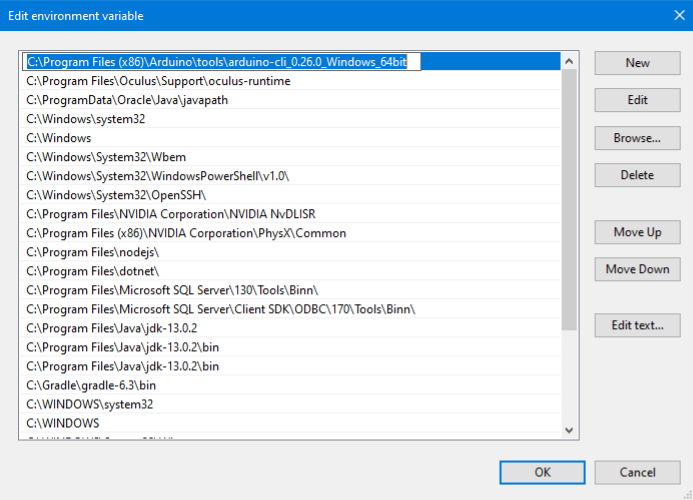 Edit environment variable
C:\Program Files (x86)\Arduino\tools\arduino-cli_0.26.0_Windows_64bit
New
C:\Program Files\Oculus\Support\oculus-runtime
C:\ProgramData\Oracle\Java\javapath
Edit
C:\Windows\system32
C:\Windows
Browse...
C:\Windows\System32\Wbem
C:\Windows\System32\WindowsPowerShell\v1.0\
Delete
C:\Windows\System32\OpenSSH\
C:\Program Files\NVIDIA Corporation\NVIDIA NvDLISR
C:\Program Files (x86)\NVIDIA Corporation\PhysX\Common
Move Up
C:\Program Files\nodejs\
C:\Program Files\dotnet\
Move Down
C:\Program Files\Microsoft SQL Server\130\Tools\Binn\
C:\Program Files\Microsoft SQL Server\Client SDK\ODBC\170\Tools\Binn\
C:\Program Files\Java\jdk-13.0.2
Edit text...
C:\Program Files\Java\jdk-13.0.2\bin
C:\Program Files\Java\jdk-13.0.2\bin
C:\Gradle\gradle-6.3\bin
C:\WINDOWS\system32
C:\WINDOWS
OK
Cancel